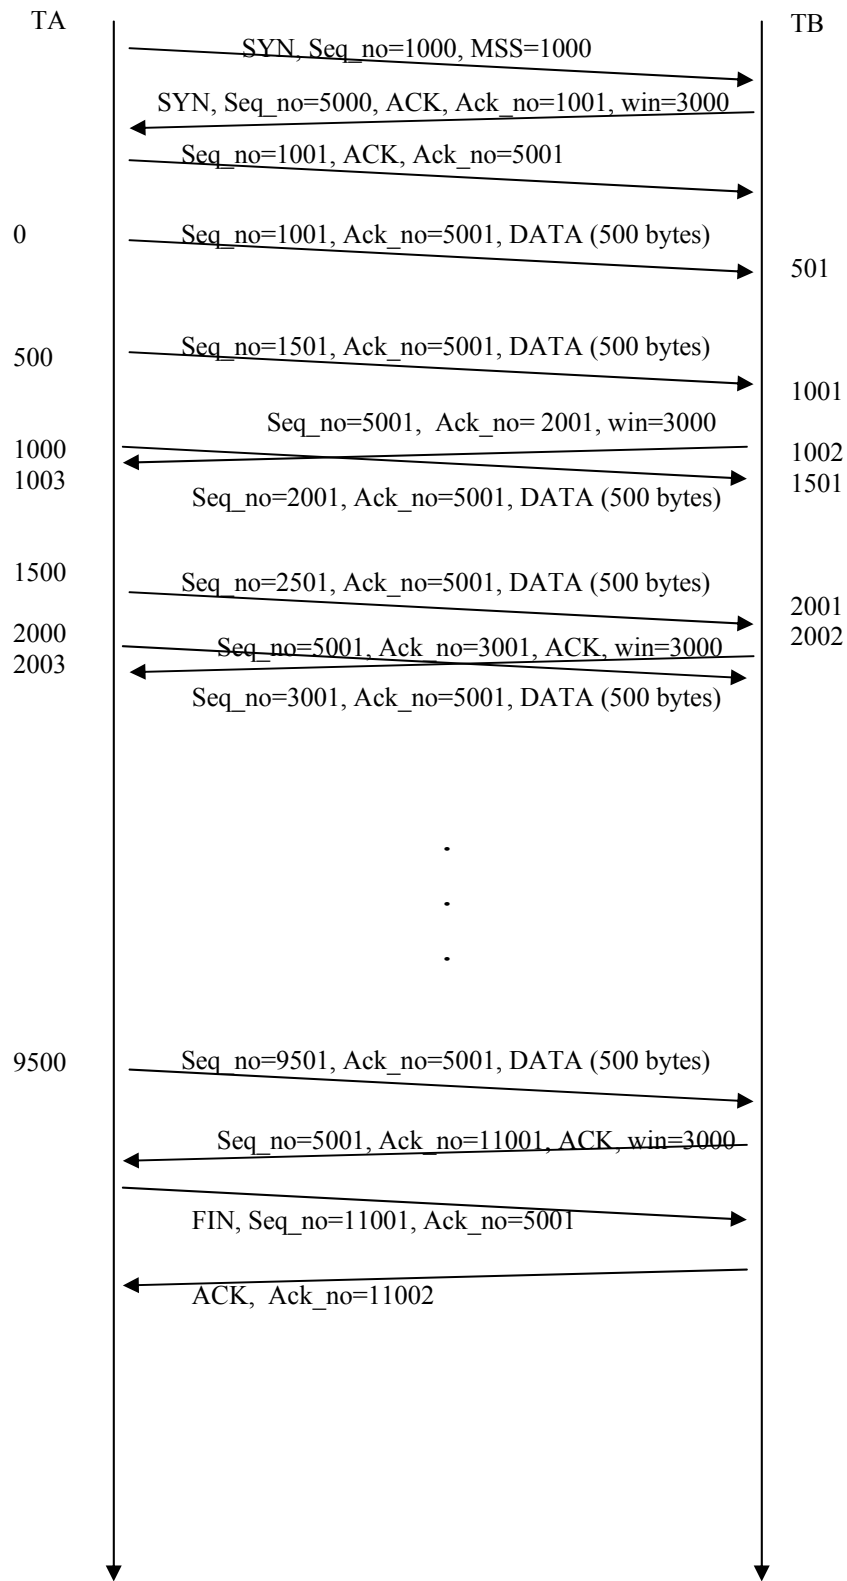 TA
TB
SYN, Seq_no=1000, MSS=1000
SYN, Seq_no=5000, ACK, Ack_no=1001, win=3000
Seq_no=1001, ACK, Ack_no=5001
0
Seq_no=1001, Ack_no=5001, DATA (500 bytes)
501
500
Seq_no=1501, Ack_no=5001, DATA (500 bytes)
1001
Seq_no=5001, Ack_no= 2001, win=3000
1000
1002
1003
1501
Seq_no=2001, Ack_no=5001, DATA (500 bytes)
1500
Seq_no=2501, Ack_no=5001, DATA (500 bytes)
2001
2000
2002
Seq_no=5001, Ack_no=3001, ACK, win=3000
2003
Seq_no=3001, Ack_no=5001, DATA (500 bytes)
.
.
.
9500
Seq_no=9501, Ack_no=5001, DATA (500 bytes)
Seq_no=5001, Ack_no=11001, ACK, win=3000
FIN, Seq_no=11001, Ack_no=5001
ACK, Ack_no=11002